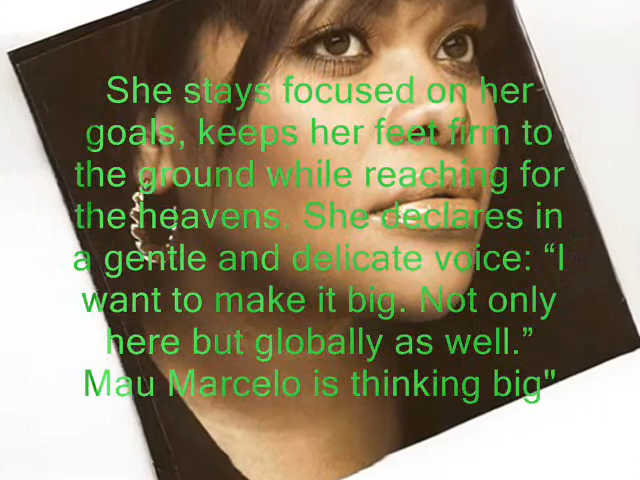 She stays focused on her
goals, keeps her feet firm to
the ground while reaching for
the heavens. She declares in
a gentle and delicate voice: “I
want to make it big. Not only
here but globally as well.”
Mau Marcelo is thinking big"